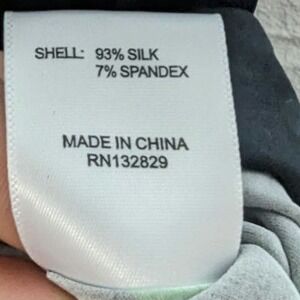 SHELL: 93% SILK
7% SPANDEX
MADE IN CHINA
RN132829